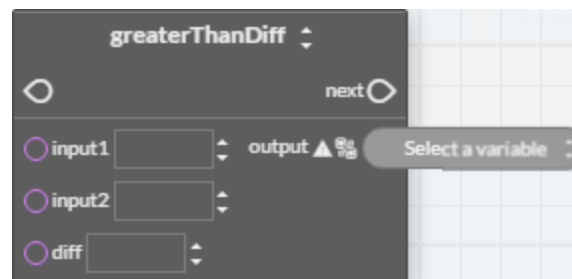 greaterThanDiff
next
input1 output Select a variable
input2
diff